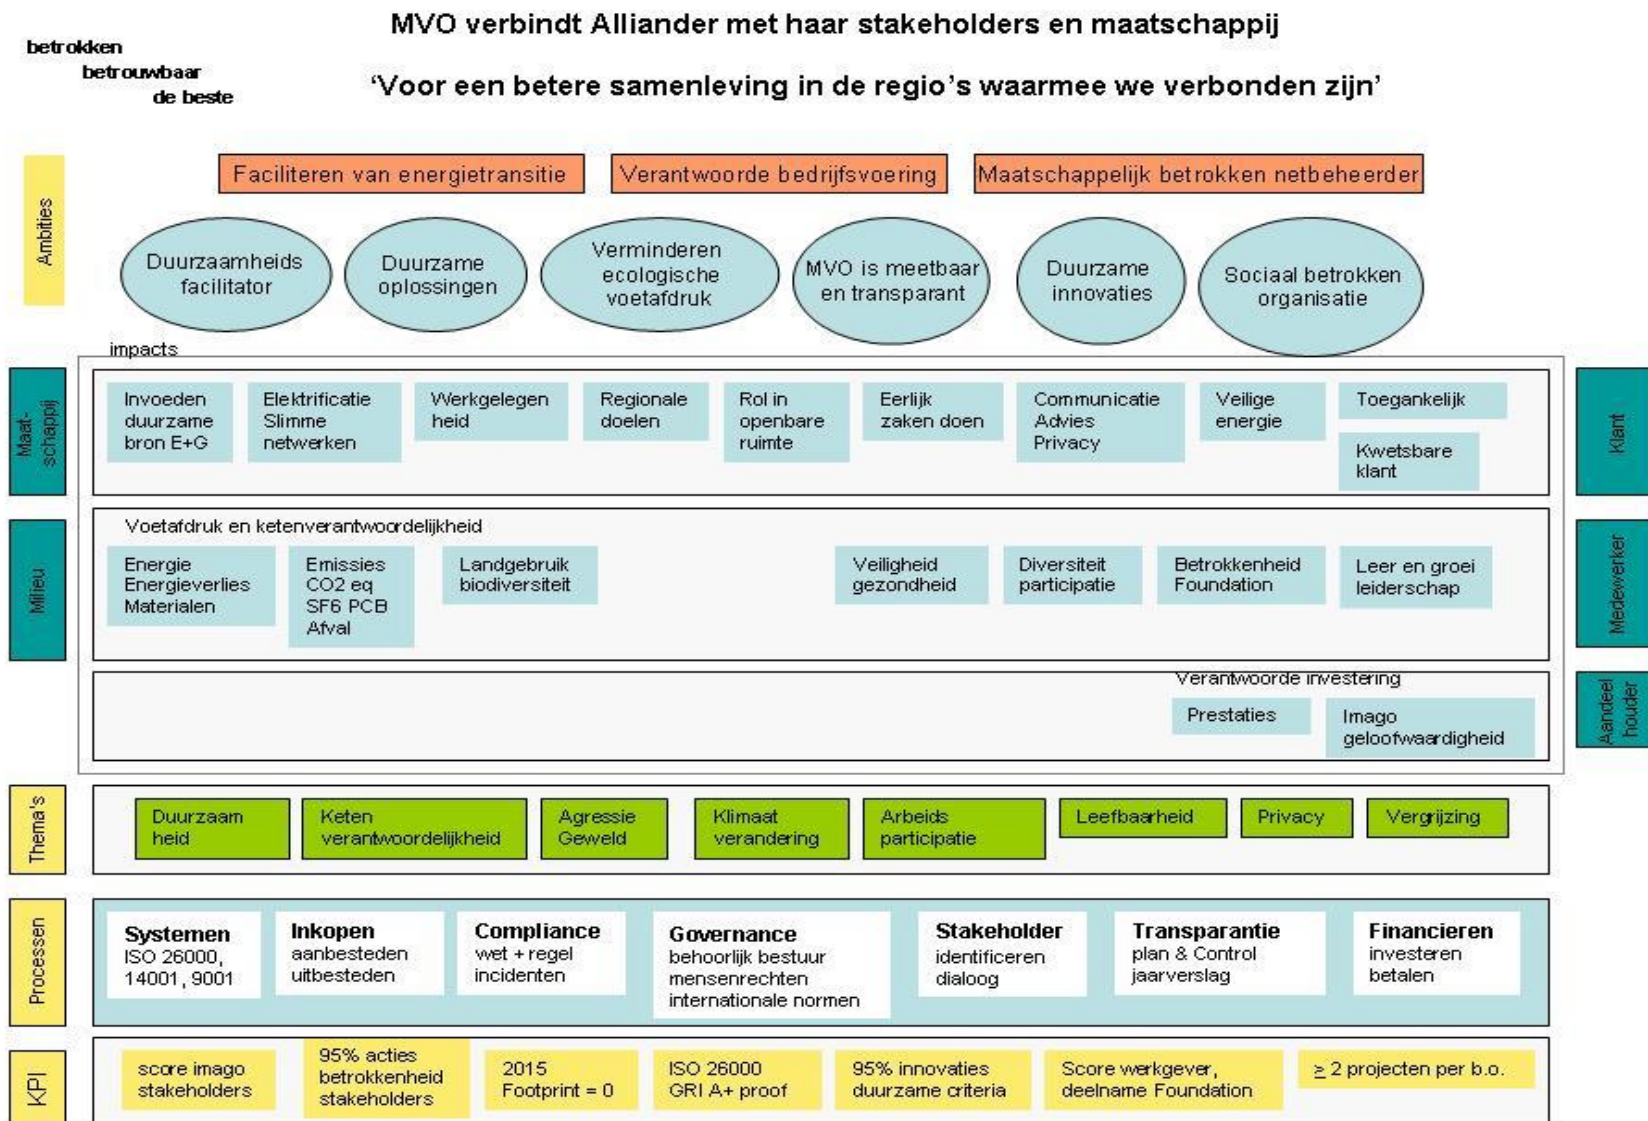 MVO verbindt Alliander met haar stakeholders en maatschappij
betrokken
betrouwbaar
de beste
‘Voor een betere samenleving in de regio’s waarmee we verbonden zijn’
Ambities
Faciliteren van energietransitie
Verantwoorde bedrijfsvoering
Maatschappelijk betrokken netbeheerder
Duurzaamheids
facilitator
Duurzame
oplossingen
Verminderen
ecologische
voetafdruk
MVO is meetbaar
en transparant
Duurzame
innovaties
Sociaal betrokken
organisatie
impacts
Maat-
schappij
Invoeden
duurzame
bron E+G
Elektrificatie
Slimme
netwerken
Werkgelegen
heid
Regionale
doelen
Rol in
openbare
ruimte
Eerlijk
zaken doen
Communicatie
Advies
Privacy
Veilige
energie
Toegankelijk
Kwetsbare
klant
Klant
Milieu
Voetafdruk en ketenverantwoordelijkheid
Energie
Energieverlies
Materialen
Emissies
CO2 eq
SF6 PCB
Afval
Landgebruik
biodiversiteit
Veiligheid
gezondheid
Diversiteit
participatie
Betrokkenheid
Foundation
Leer en groei
leiderschap
Medewerker
Verantwoorde investering
Prestaties
Imago
geloofwaardigheid
Aandeel
houder
Thema's
Duurzaam
heid
Keten
verantwoordelijkheid
Agressie
Geweld
Klimaat
verandering
Arbeids
participatie
Leefbaarheid
Privacy
Vergrijzing
Processen
Systemen
ISO 26000,
14001, 9001
Inkopen
aanbesteden
uitbesteden
Compliance
wet + regel
incidenten
Governance
behoorlijk bestuur
mensenrechten
internationale normen
Stakeholder
identificeren
dialoog
Transparantie
plan & Control
jaarverslag
Financieren
investeren
betalen
KPI
score imago
stakeholders
95% acties
betrokkenheid
stakeholders
2015
Footprint = 0
ISO 26000
GRI A+ proof
95% innovaties
duurzame criteria
Score werkgever,
deelname Foundation
≥ 2 projecten per b.o.